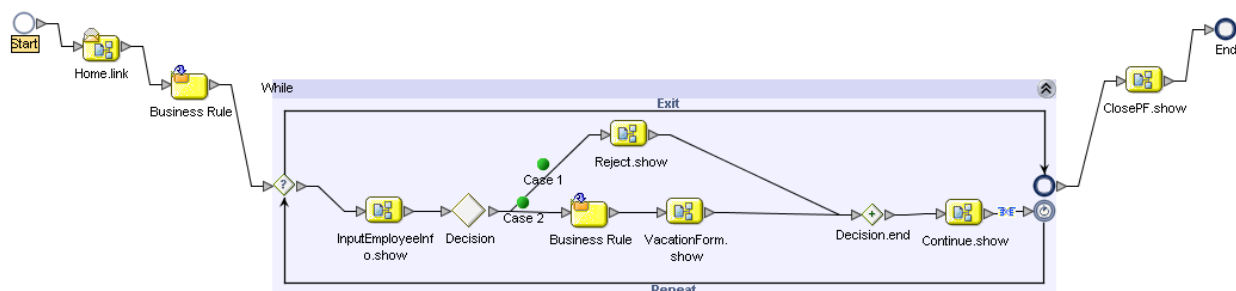 Start
Home.link
Business Rule
While
Exit
?
InputEmployeeInf
o.show
Decision
Case 1
Case 2
Reject.show
Business Rule
VacationForm.
show
+
Decision.end
Continue.show
Repeat
ClosePF.show
End